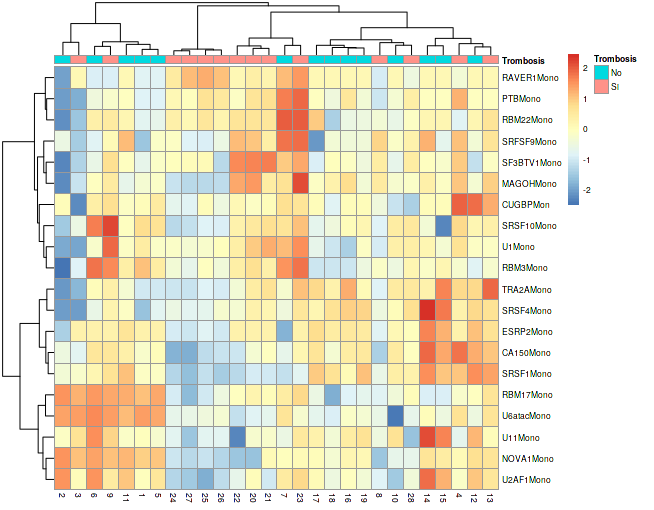 Trombosis
Trombosis
No
SI
2
1
0
-1
-2
RAVER1Mono
PTBMono
RBM22Mono
SRFSF9Mono
SF3BTV1Mono
MAGOHMono
CUGBPMon
SRSF10Mono
U1Mono
RBM3Mono
TRA2AMono
SRSF4Mono
ESRP2Mono
CA150Mono
SRSF1Mono
RBM17Mono
U6atacMono
U11Mono
NOVA1Mono
U2AF1Mono
2 3 6 9 11 1 5 24 27 25 26 22 20 21 7 23 17 18 16 19 8 10 28 14 15 4 12 13